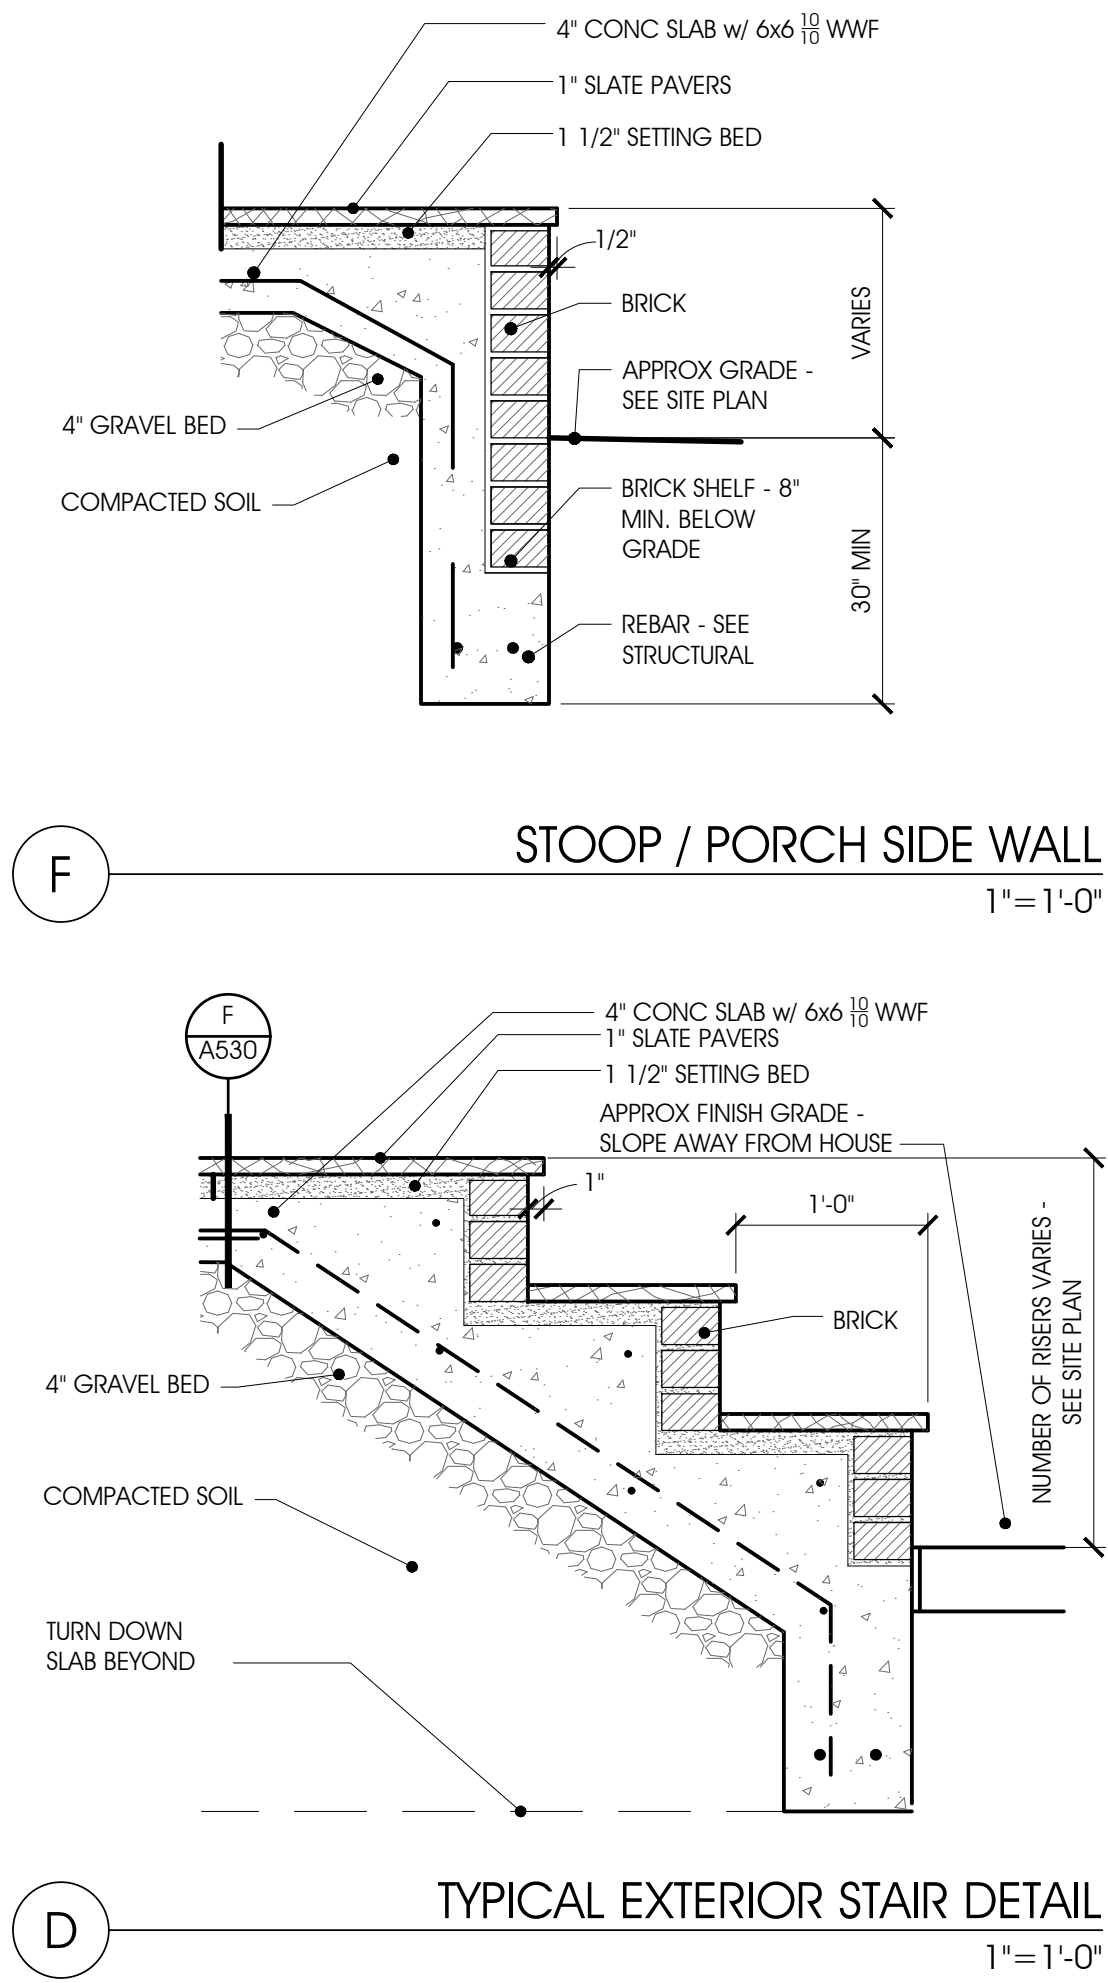 4" CONC SLAB w/ 6x6 10/10 WWF
1" SLATE PAVERS
1 1/2" SETTING BED
1/2"
BRICK
VARIES
APPROX GRADE -
SEE SITE PLAN
4" GRAVEL BED
COMPACTED SOIL
BRICK SHELF - 8"
MIN. BELOW
GRADE
30" MIN
REBAR - SEE
STRUCTURAL
F
STOOP / PORCH SIDE WALL
1"=1'-0"
F
A530
4" CONC SLAB w/ 6x6 10/10 WWF
1" SLATE PAVERS
1 1/2" SETTING BED
APPROX FINISH GRADE -
SLOPE AWAY FROM HOUSE
1"
1'-0"
NUMBER OF RISERS VARIES -
SEE SITE PLAN
BRICK
4" GRAVEL BED
COMPACTED SOIL
TURN DOWN
SLAB BEYOND
D
TYPICAL EXTERIOR STAIR DETAIL
1"=1'-0"